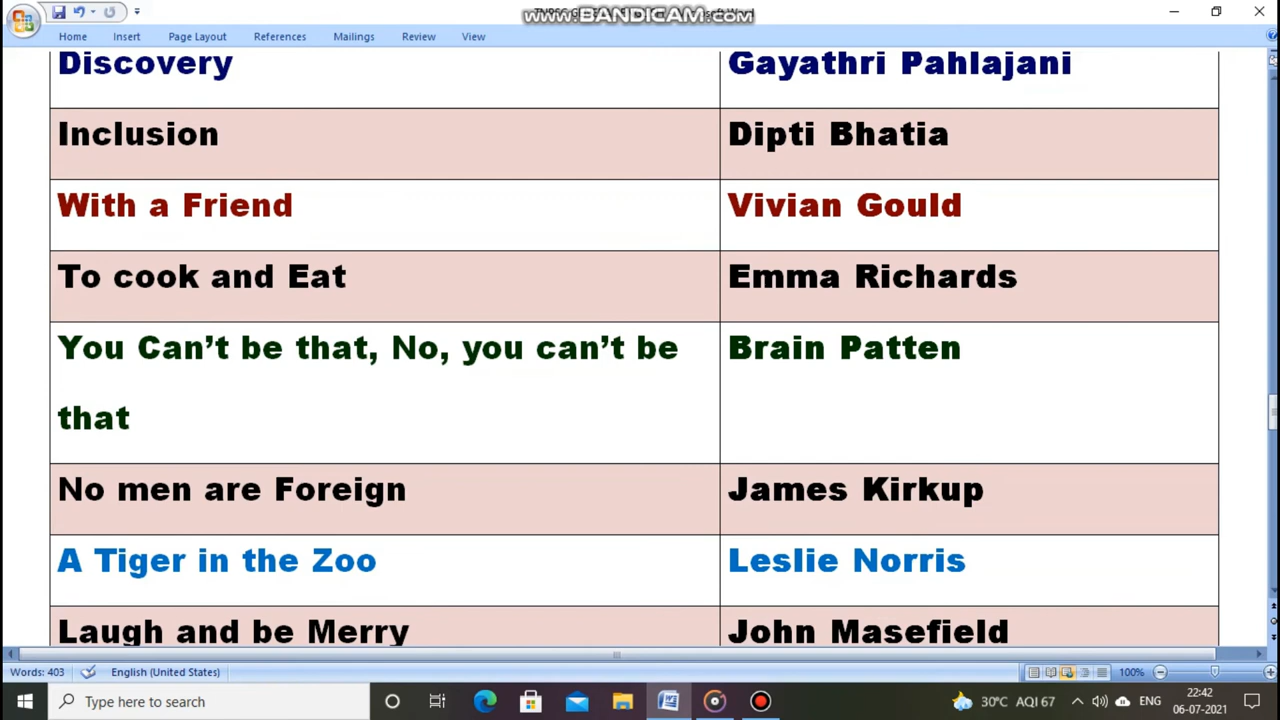 www.BANDICAM.com
Home Insert Page Layout References Mailings Review View
Discovery Gayathri Pahlajani
Inclusion Dipti Bhatia
With a Friend Vivian Gould
To cook and Eat Emma Richards
You Can’t be that, No, you can’t be Brain Patten
that
No men are Foreign James Kirkup
A Tiger in the Zoo Leslie Norris
Laugh and be Merry John Masefield
Words: 403 English (United States) 100%
Type here to search 30°C AQI 67 ENG 22:42
06-07-2021